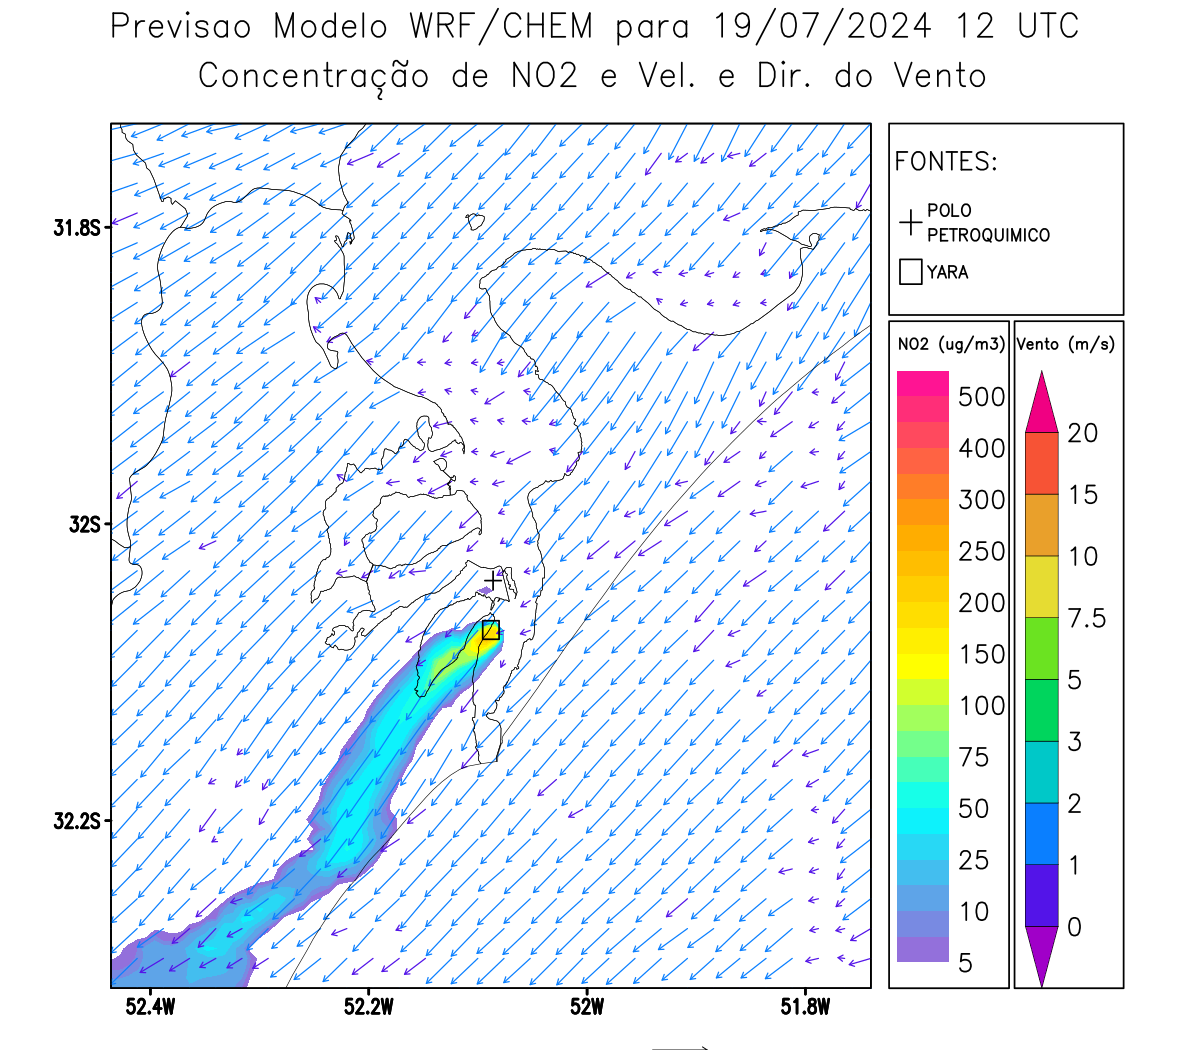 Previsao Modelo WRF/CHEM para 19/07/2024 12 UTC
Concentração de NO2 e Vel. e Dir. do Vento
FONTES:
POLO
PETROQUIMICO
YARA
NO2 (ug/m3)
500
400
300
250
200
150
100
75
50
25
10
5
Vento (m/s)
20
15
10
7.5
5
3
2
1
0
31.8S
32S
32.2S
52.4W
52.2W
52W
51.8W